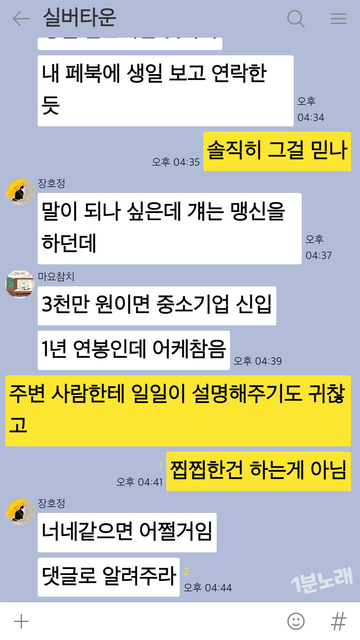 실버타운
내 페북에 생일 보고 연락한
듯
오후
04:34
솔직히 그걸 믿나
오후 04:35
장호정
말이 되나 싶은데 걔는 맹신을
하던데
오후
04:37
마요참치
3천만 원이면 중소기업 신입
1년 연봉인데 어케참음
오후 04:39
주변 사람한테 일일이 설명해주기도 귀찮
고
1
찝찝한건 하는게 아님
오후 04:41
장호정
너네같으면 어쩔거임
댓글로 알려주라
2
오후 04:44
1분노래
+
#